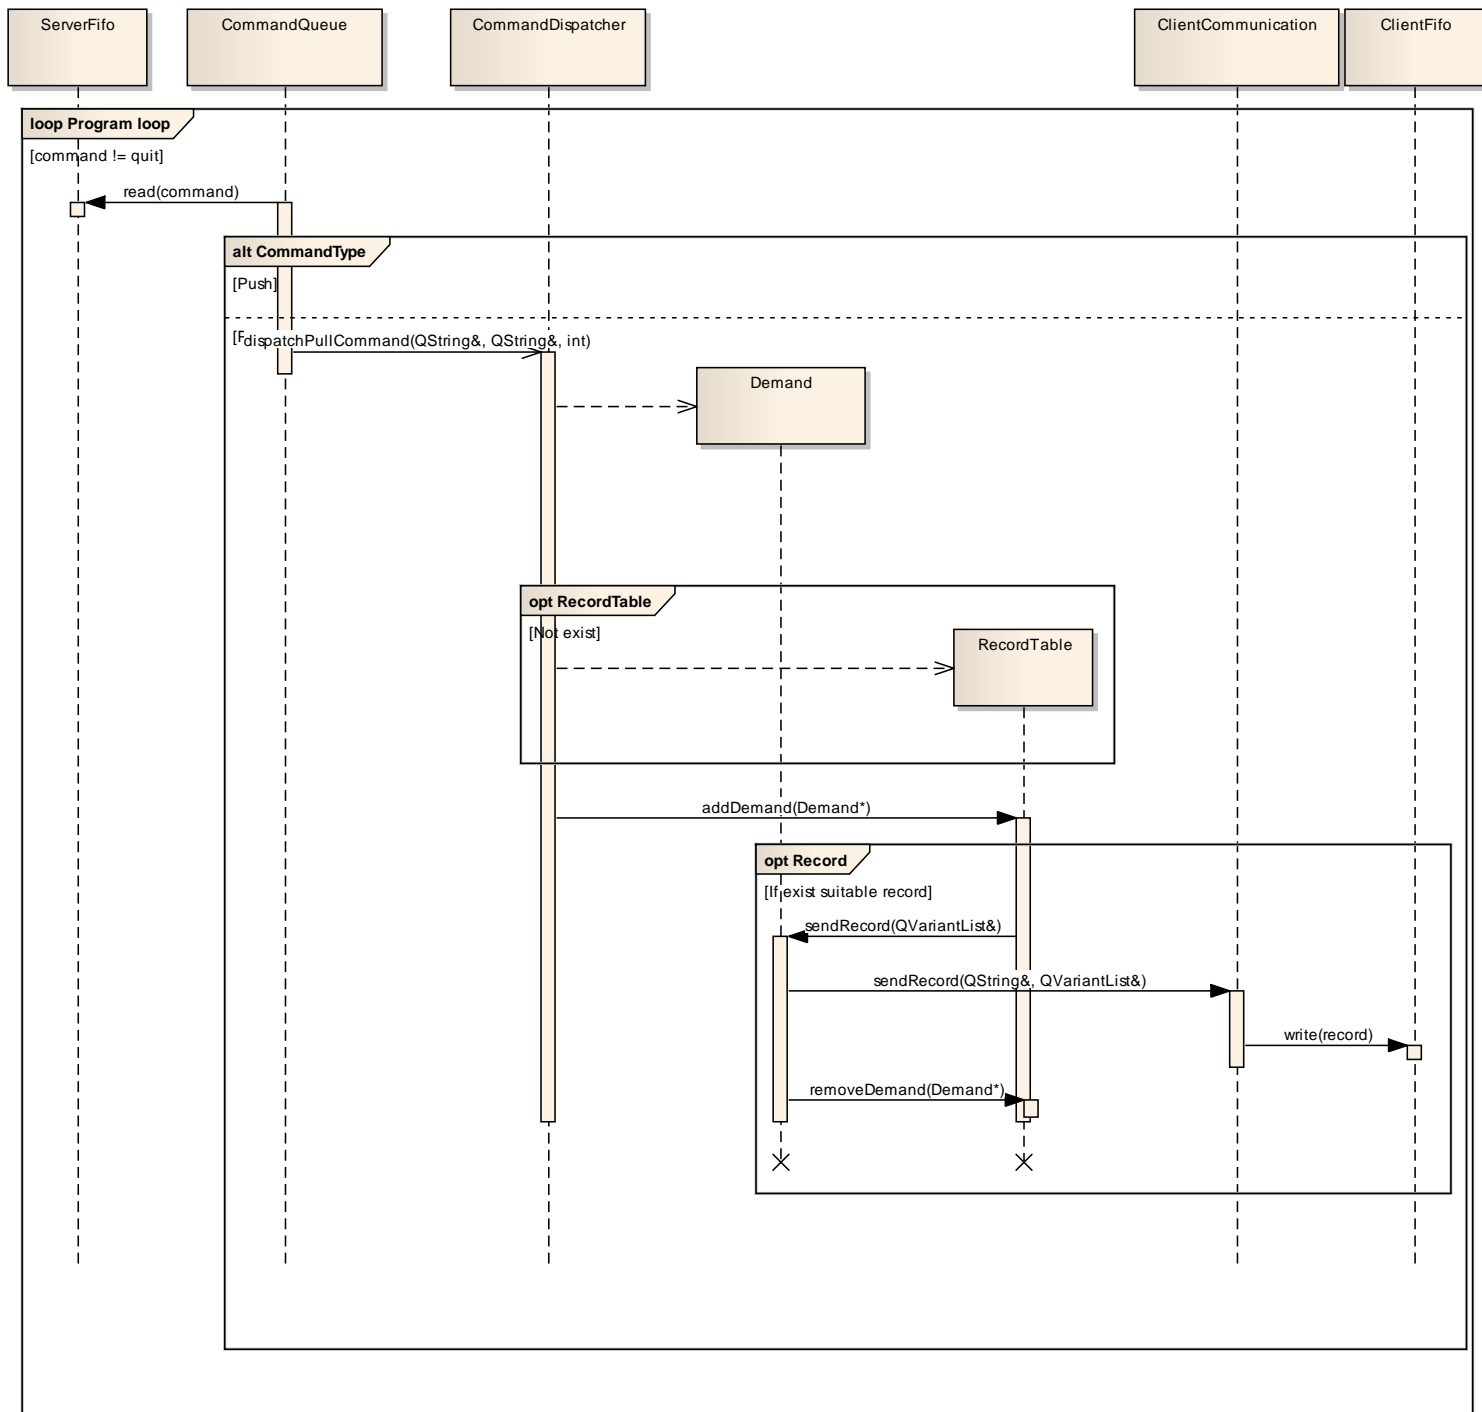 ServerFifo
CommandQueue
CommandDispatcher
ClientCommunication
ClientFifo
loop Program loop
[command != quit]
read(command)
alt CommandType
[Push]
dispatchPullCommand(QString&, QString&, int)
Demand
opt RecordTable
[Not exist]
RecordTable
addDemand(Demand*)
opt Record
[If exist suitable record]
sendRecord(QVariantList&)
sendRecord(QString&, QVariantList&)
write(record)
removeDemand(Demand*)